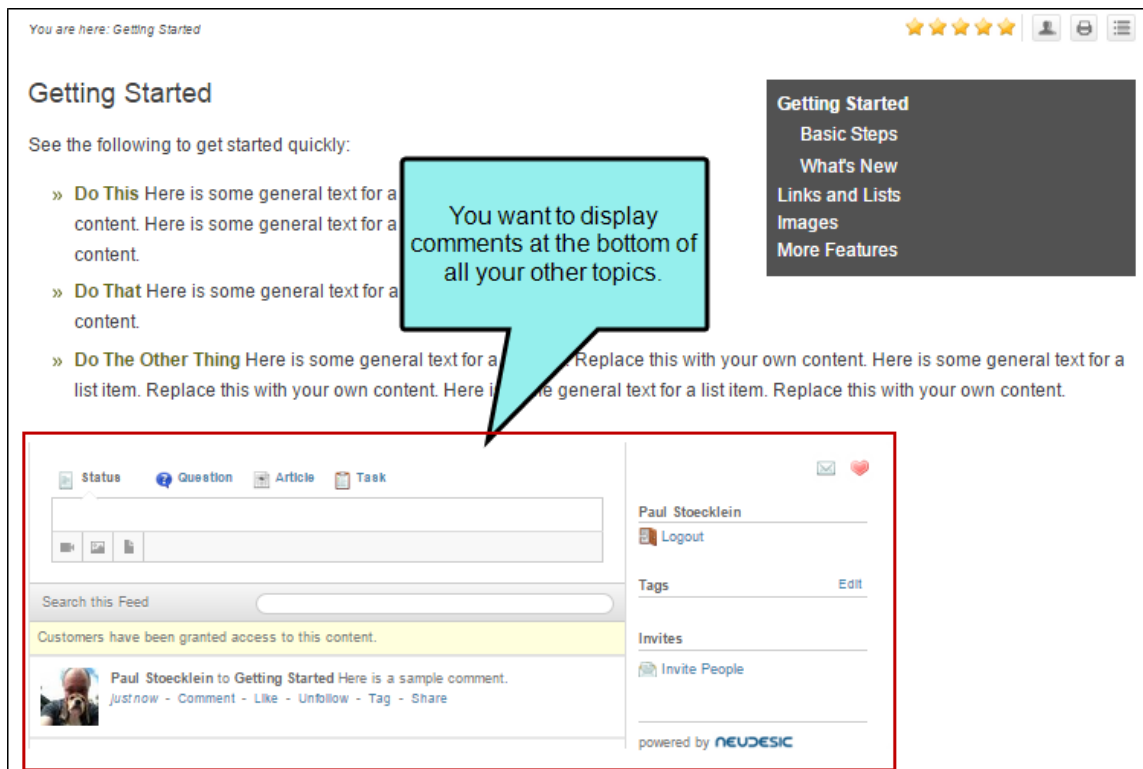 You are here: Getting Started
Getting Started
See the following to get started quickly:
» Do This Here is some general text for a
content. Here is some general text for a
content.
» Do That Here is some general text for a
content.
» Do The Other Thing Here is some general text for a Replace this with your own content. Here is some general text for a
list item. Replace this with your own content. Here general text for a list item. Replace this with your own content.
You want to display
comments at the bottom of
all your other topics.
Getting Started
Basic Steps
What's New
Links and Lists
Images
More Features
Status Question Article Task
Search this Feed
Customers have been granted access to this content.
Paul Stoecklein to Getting Started Here is a sample comment.
just now - Comment - Like - Unfollow - Tag - Share
Paul Stoecklein
Logout
Tags Edit
Invites
Invite People
powered by NEUDESIC